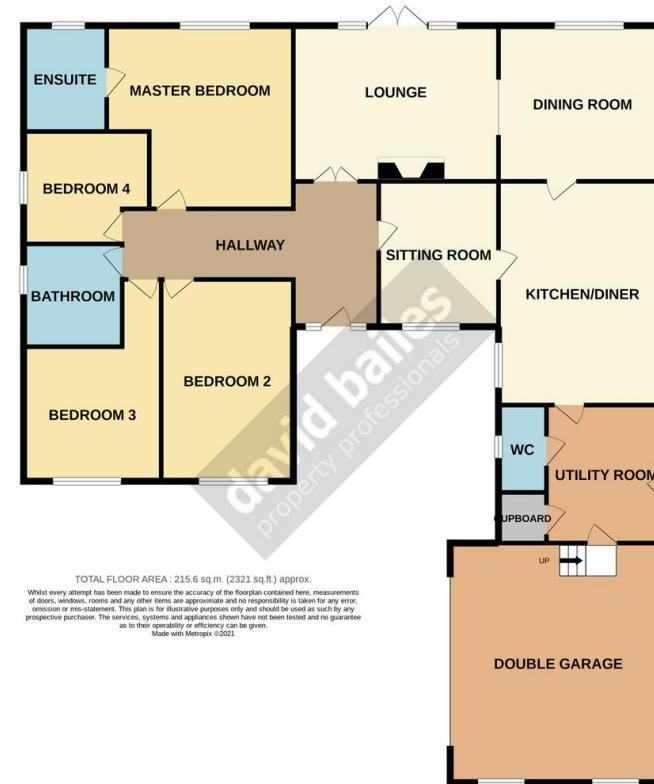 ENSUITE
MASTER BEDROOM
LOUNGE
DINING ROOM
BEDROOM 4
HALLWAY
SITTING ROOM
BATHROOM
KITCHEN/DINER
BEDROOM 2
BEDROOM 3
WC
UTILITY ROOM
CUPBOARD
UP
DOUBLE GARAGE
david bailes
property professionals
TOTAL FLOOR AREA : 215.6 sq.m. (2321 sq.ft.) approx.
Whilst every attempt has been made to ensure the accuracy of the floorplan contained here, measurements
of doors, windows, rooms and any other items are approximate and no responsibility is taken for any error,
omission or mis-statement. This plan is for illustrative purposes only and should be used as such by any
prospective purchaser. The services, systems and appliances shown have not been tested and no guarantee
as to their operability or efficiency can be given.
Made with Metropix ©2021